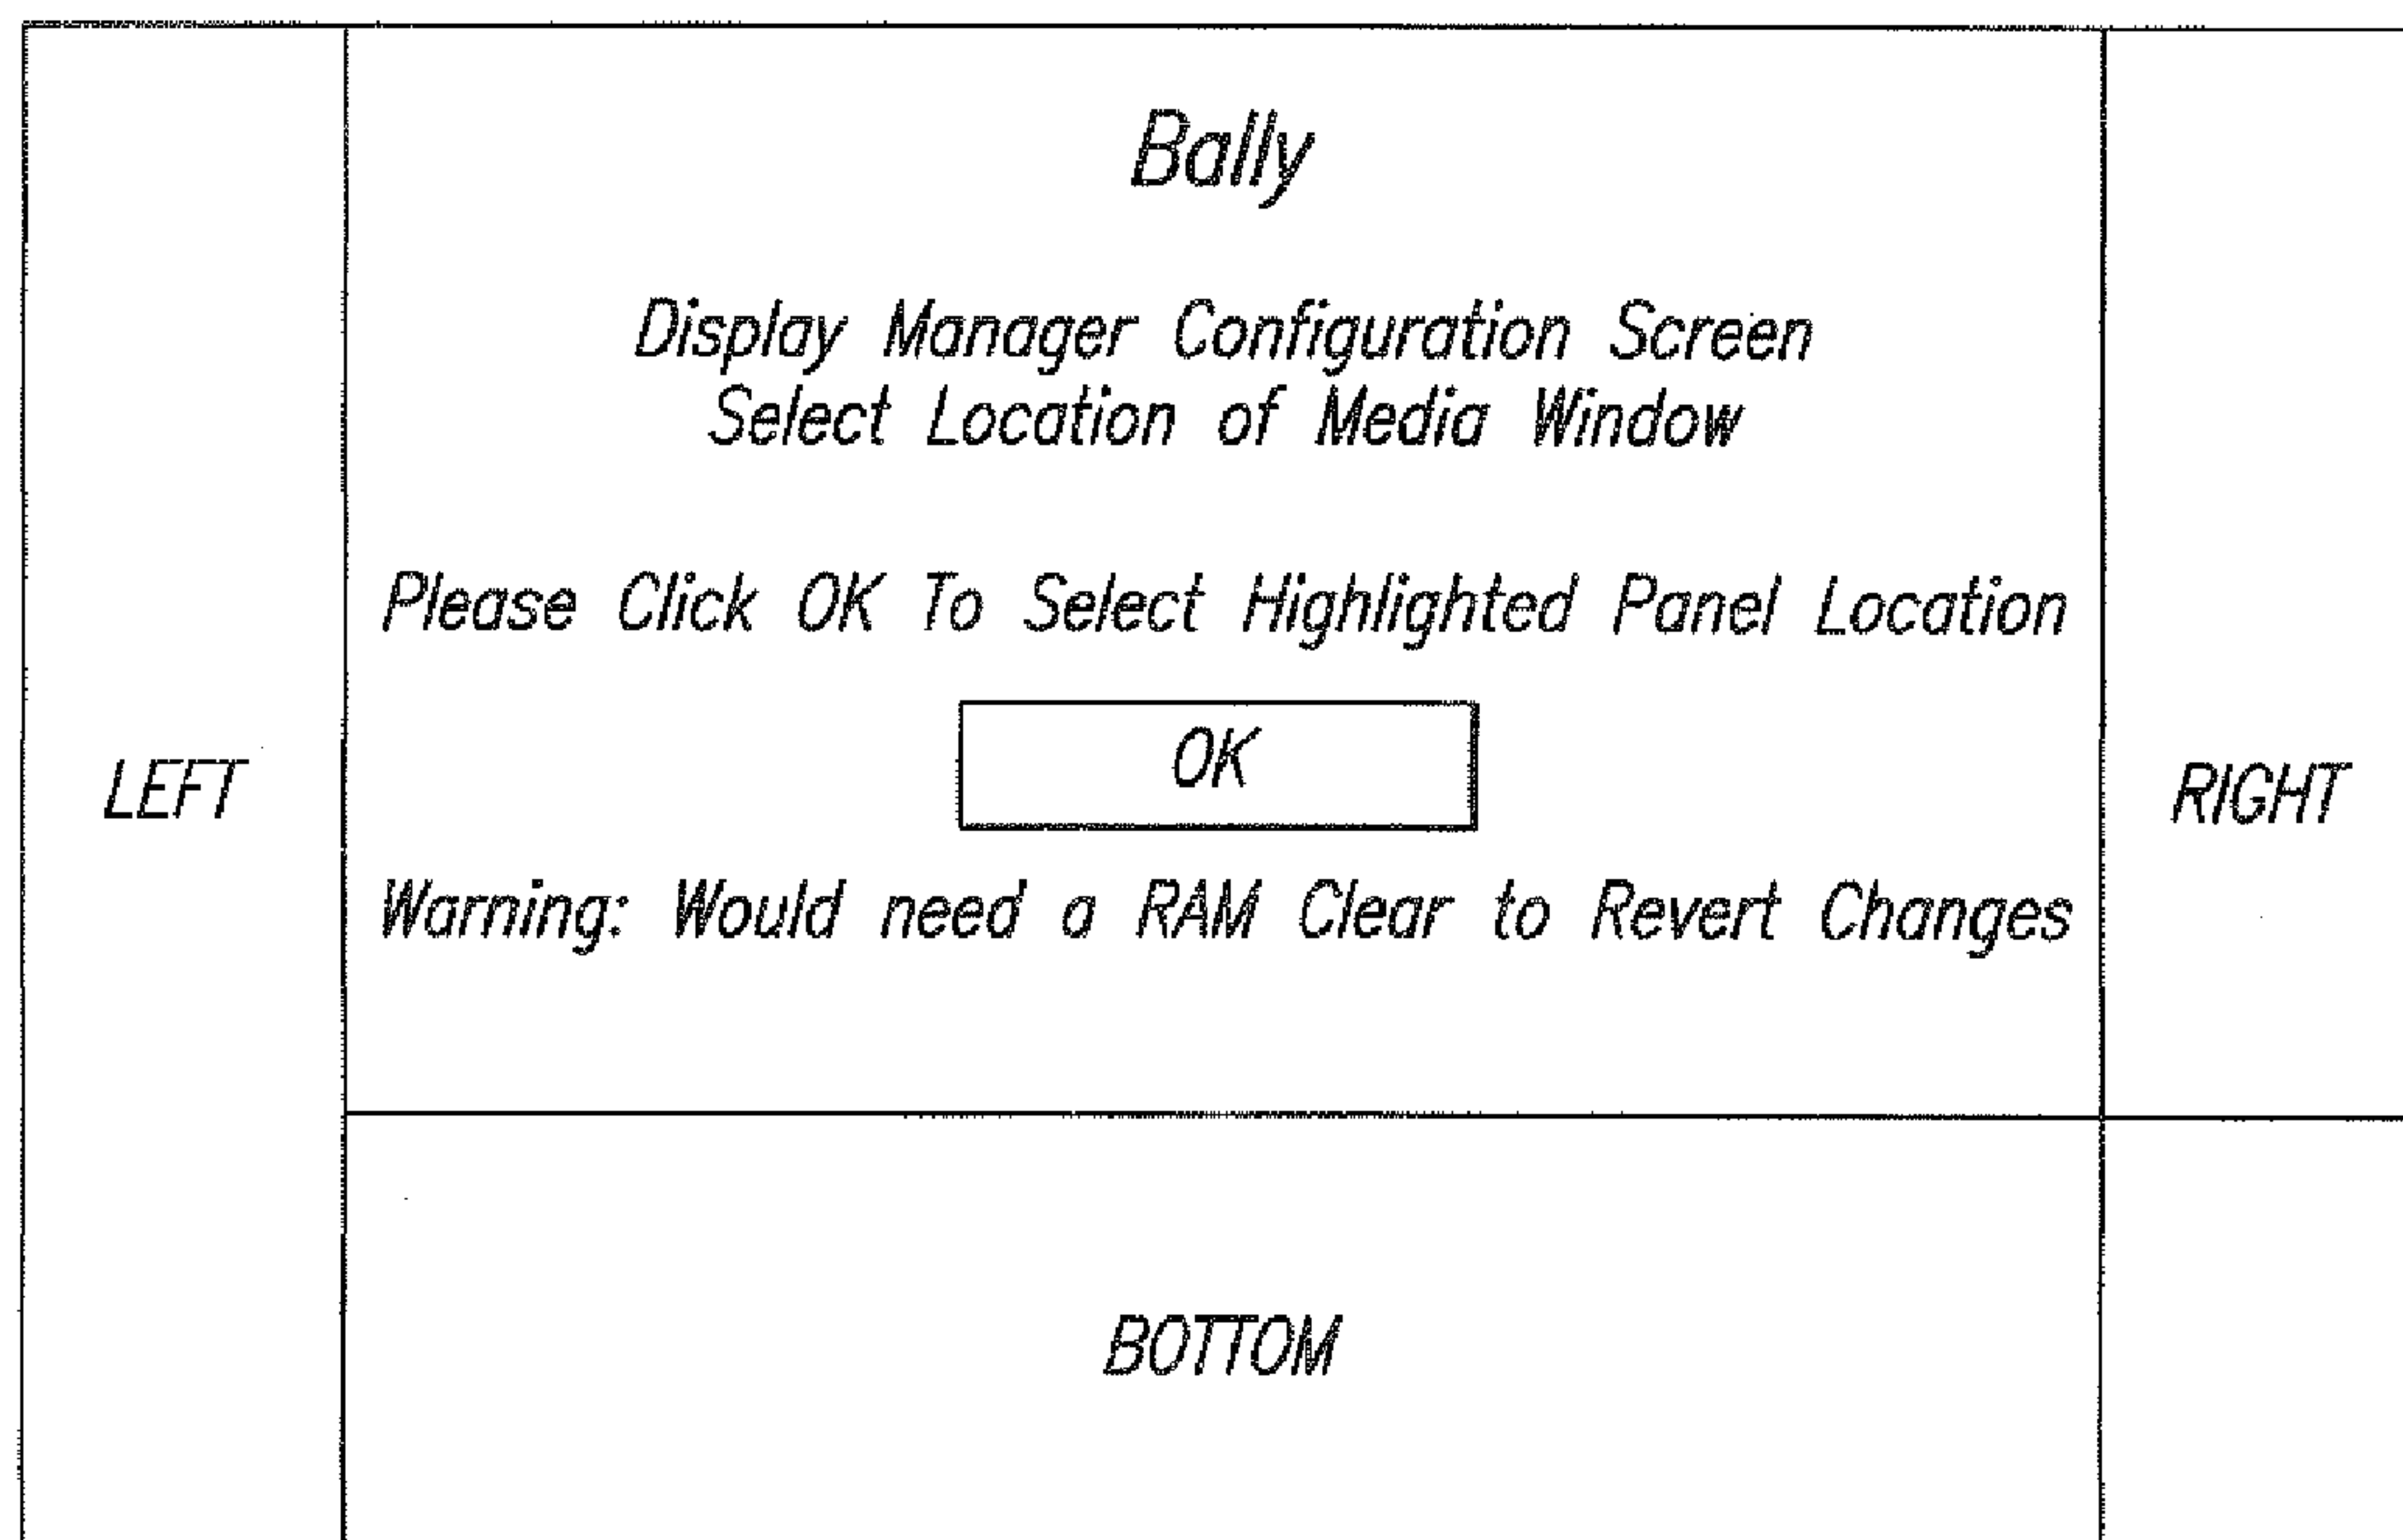 Bally
Display Manager Configuration Screen
Select Location of Media Window
Please Click OK To Select Highlighted Panel Location
OK
LEFT
RIGHT
Warning: Would need a RAM Clear to Revert Changes
BOTTOM